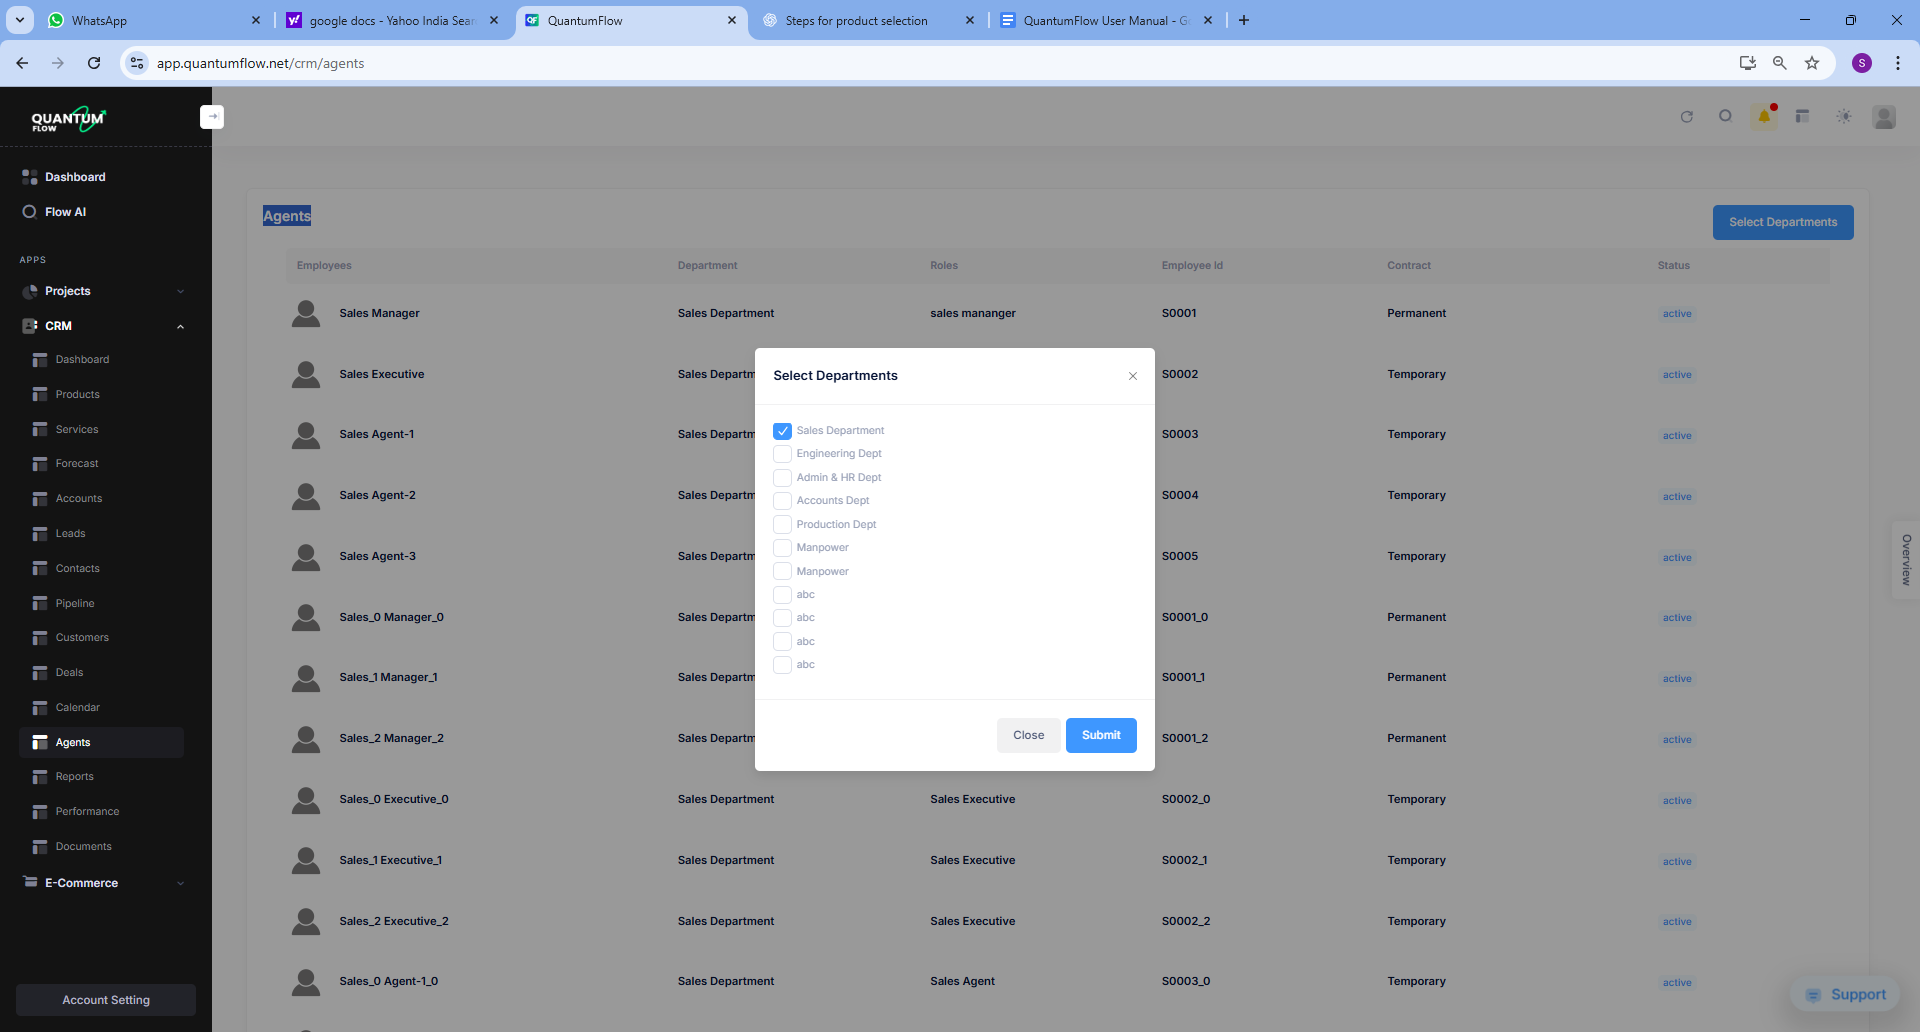 WhatsApp
google docs - Yahoo India Sear
QuantumFlow
Steps for product selection
QuantumFlow User Manual - G
app.quantumflow.net/crm/agents
S
QUANTUM
FLOW
Dashboard
Flow AI
APPS
Projects
CRM
Dashboard
Products
Services
Forecast
Accounts
Leads
Contacts
Pipeline
Customers
Deals
Calendar
Agents
Reports
Performance
Documents
E-Commerce
Account Setting
Agents
Select Departments
Employees Department Roles Employee Id Contract Status
Sales Manager Sales Department sales mananger S0001 Permanent active
Sales Executive Sales Departm S0002 Temporary active
Sales Agent-1 Sales Departm S0003 Temporary active
Sales Agent-2 Sales Departm S0004 Temporary active
Sales Agent-3 Sales Departm S0005 Temporary active
Sales_0 Manager_0 Sales Departm S0001_0 Permanent active
Sales_1 Manager_1 Sales Departm S0001_1 Permanent active
Sales_2 Manager_2 Sales Departm S0001_2 Permanent active
Sales_0 Executive_0 Sales Department Sales Executive S0002_0 Temporary active
Sales_1 Executive_1 Sales Department Sales Executive S0002_1 Temporary active
Sales_2 Executive_2 Sales Department Sales Executive S0002_2 Temporary active
Sales_0 Agent-1_0 Sales Department Sales Agent S0003_0 Temporary active
Select Departments
Sales Department
Engineering Dept
Admin & HR Dept
Accounts Dept
Production Dept
Manpower
Manpower
abc
abc
abc
abc
Close Submit
Overview
Support